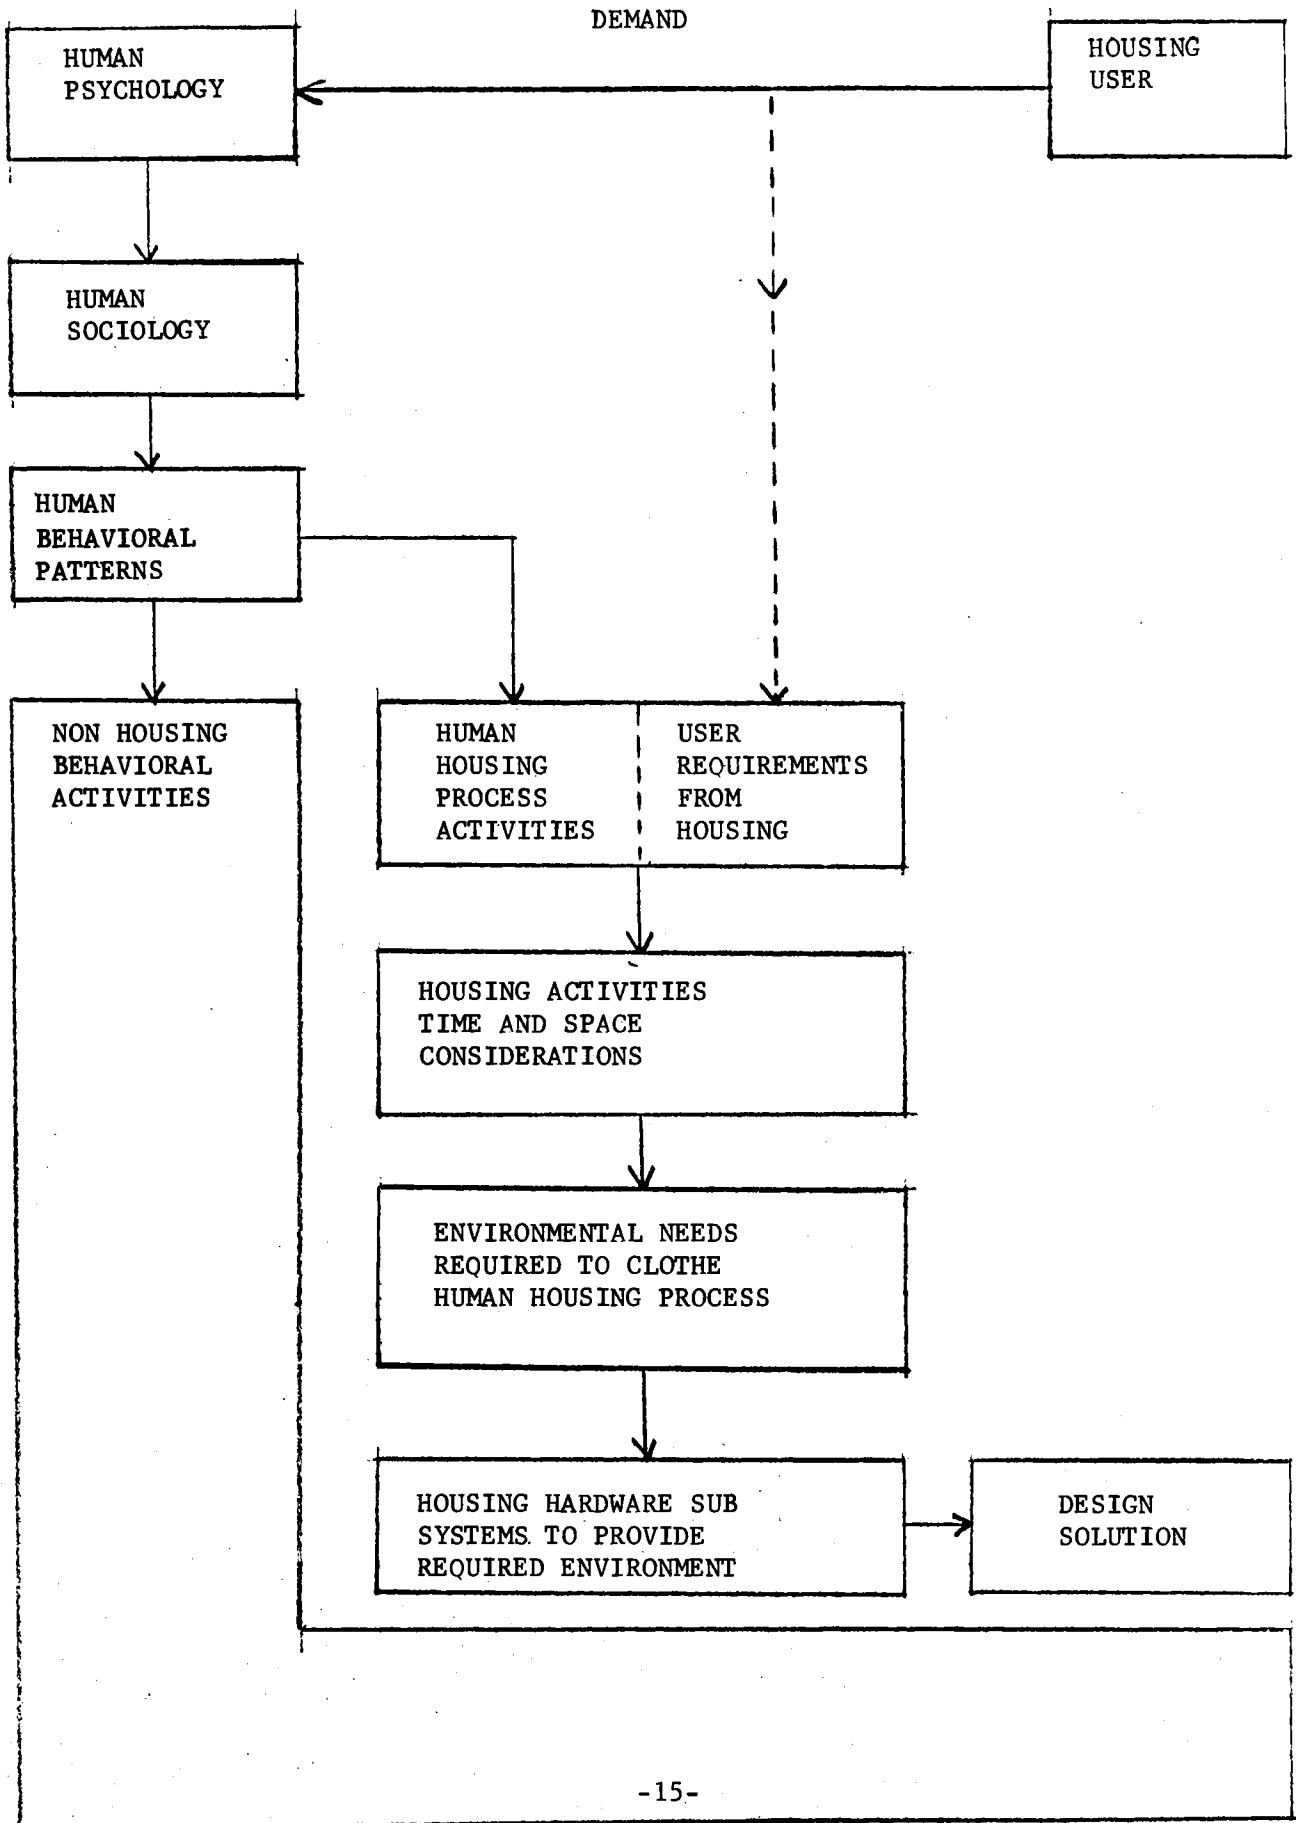 DEMAND
HUMAN
PSYCHOLOGY
HOUSING
USER
HUMAN
SOCIOLOGY
HUMAN
BEHAVIORAL
PATTERNS
NON HOUSING
BEHAVIORAL
ACTIVITIES
HUMAN
HOUSING
PROCESS
ACTIVITIES
USER
REQUIREMENTS
FROM
HOUSING
HOUSING ACTIVITIES
TIME AND SPACE
CONSIDERATIONS
ENVIRONMENTAL NEEDS
REQUIRED TO CLOTHE
HUMAN HOUSING PROCESS
HOUSING HARDWARE SUB
SYSTEMS TO PROVIDE
REQUIRED ENVIRONMENT
DESIGN
SOLUTION
-15-